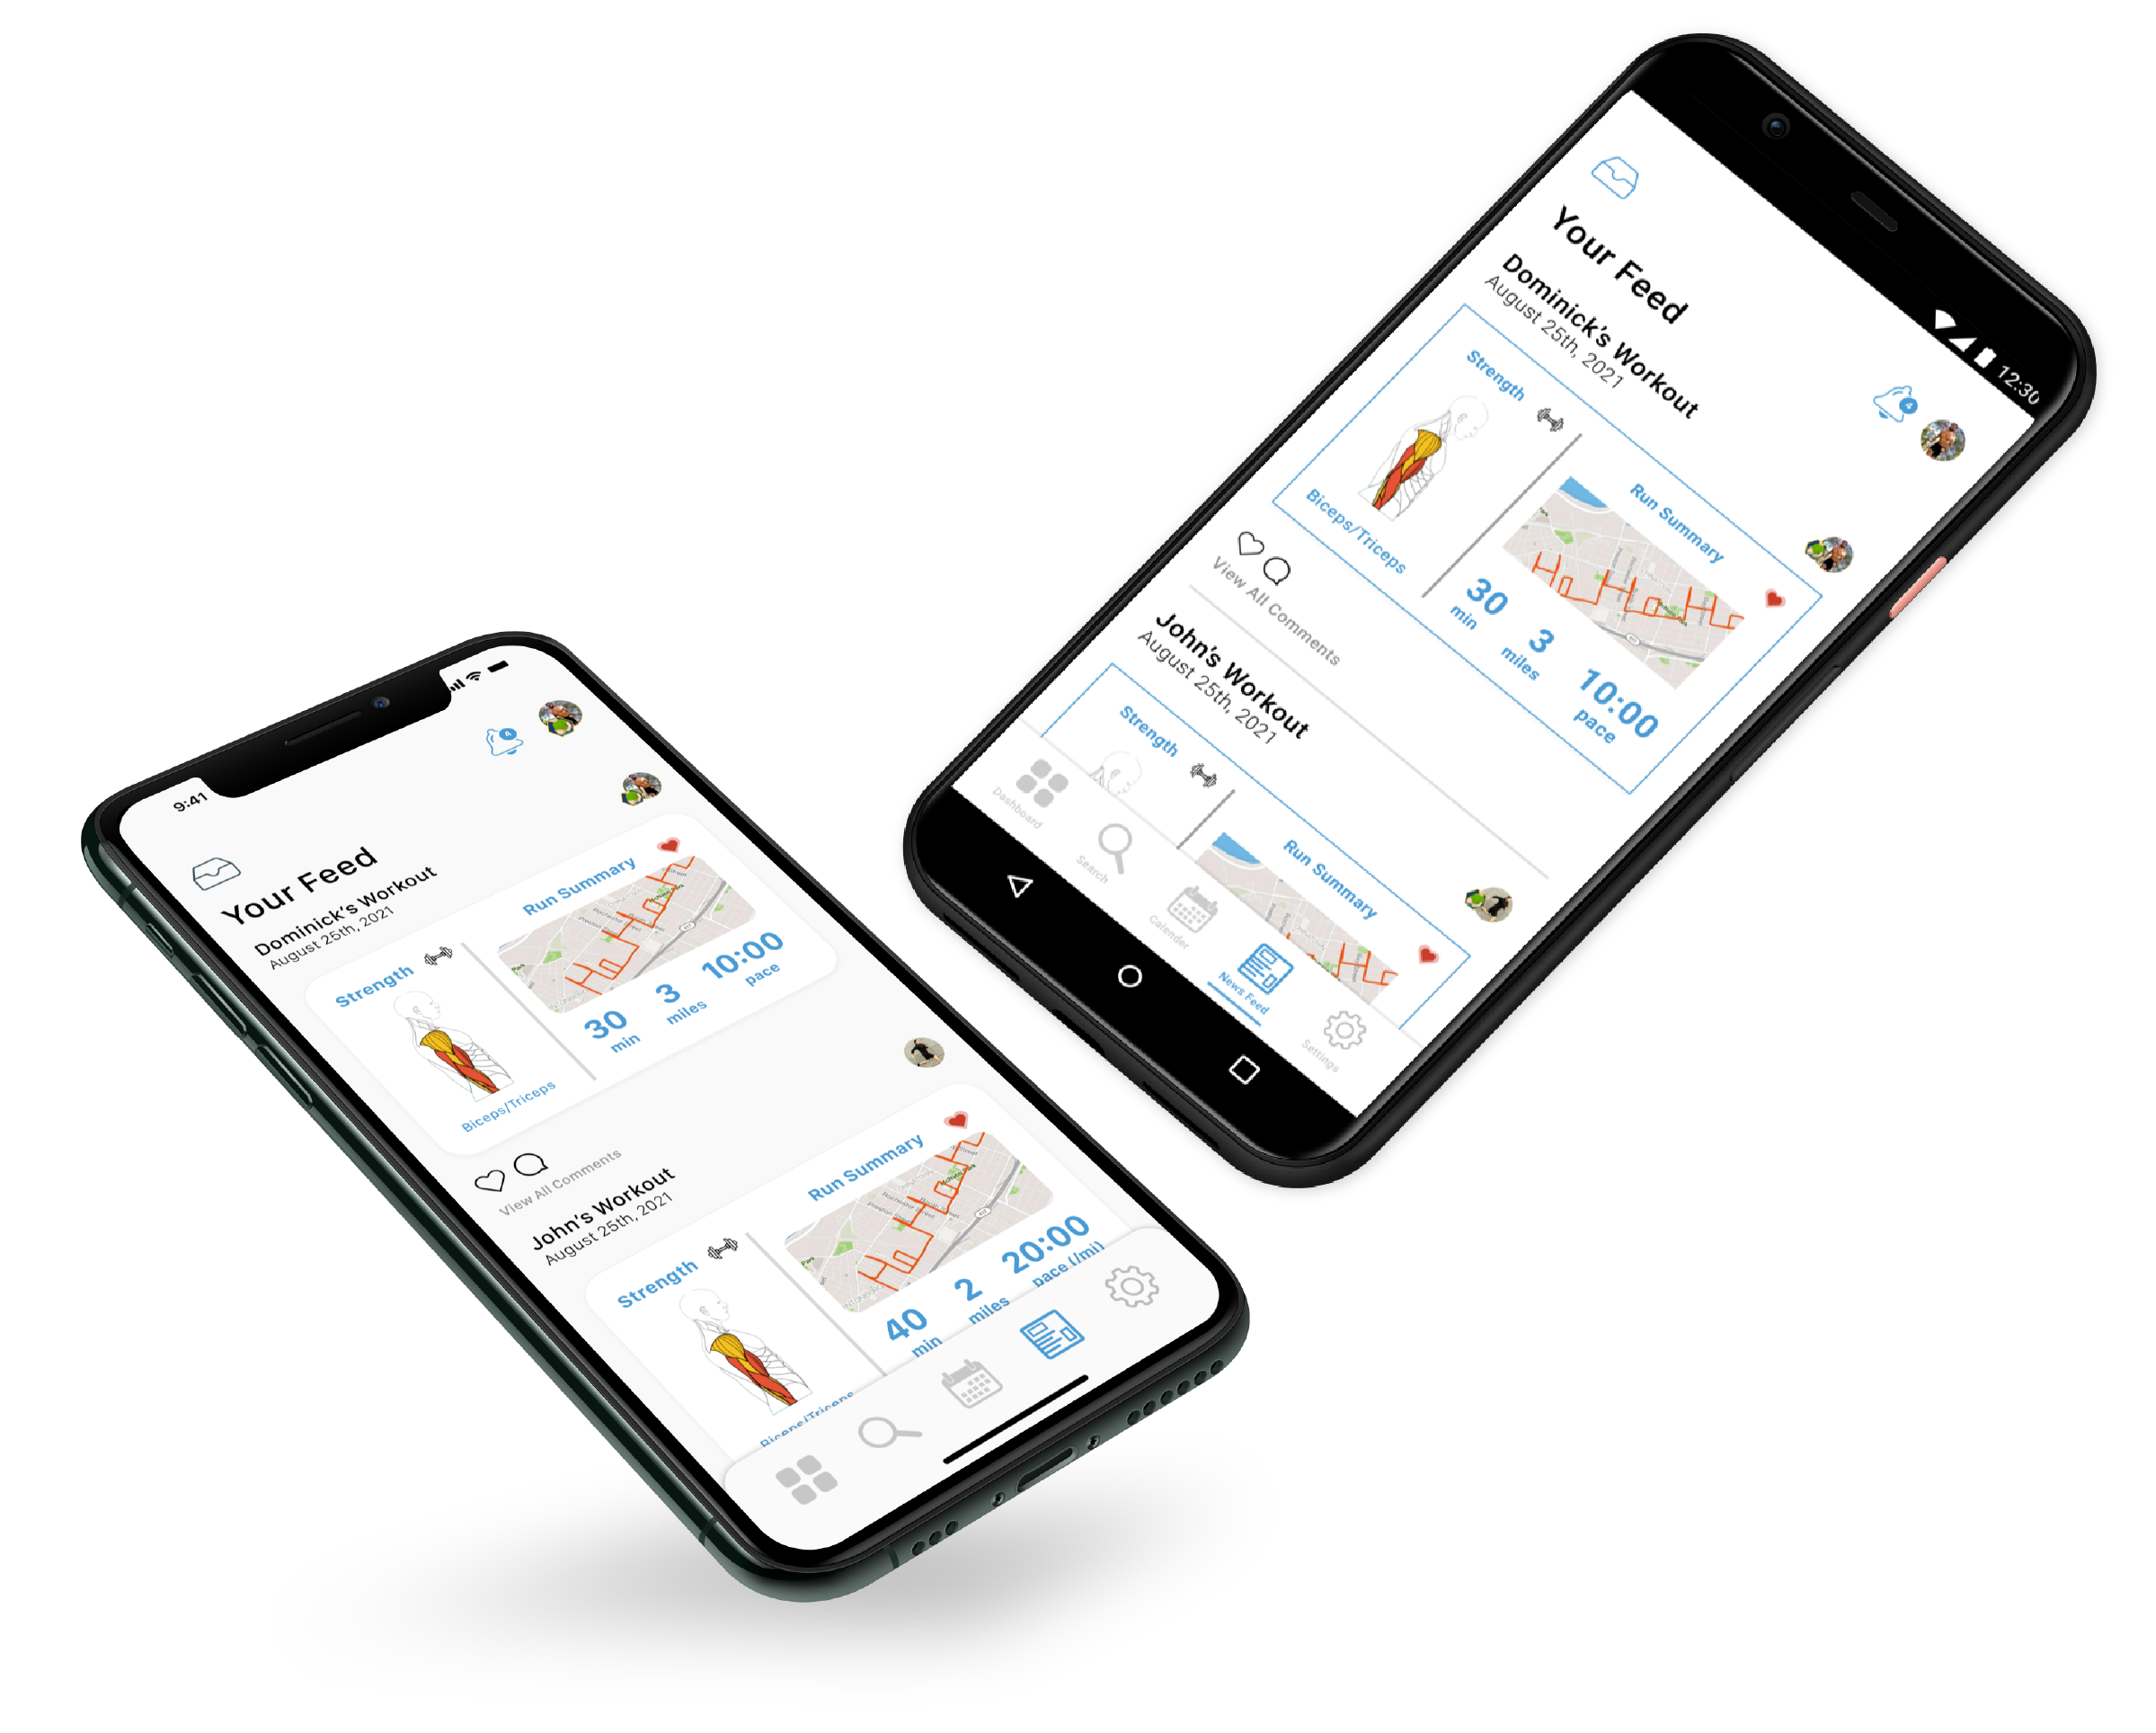 9:41
4
Your Feed
Dominick's Workout
August 25th, 2021
Strength
Run Summary
Biceps/Triceps
30
min
3
miles
10:00
pace
View All Comments
John's Workout
August 25th, 2021
Strength
Run Summary
40
min
2
miles
20:00
pace (/mi)
Biceps/Triceps
12:30
4
Your Feed
Dominick's Workout
August 25th, 2021
Strength
Run Summary
Biceps/Triceps
30
min
3
miles
10:00
pace
View All Comments
John's Workout
August 25th, 2021
Strength
Run Summary
Dashboard
Search
Calender
News Feed
Settings